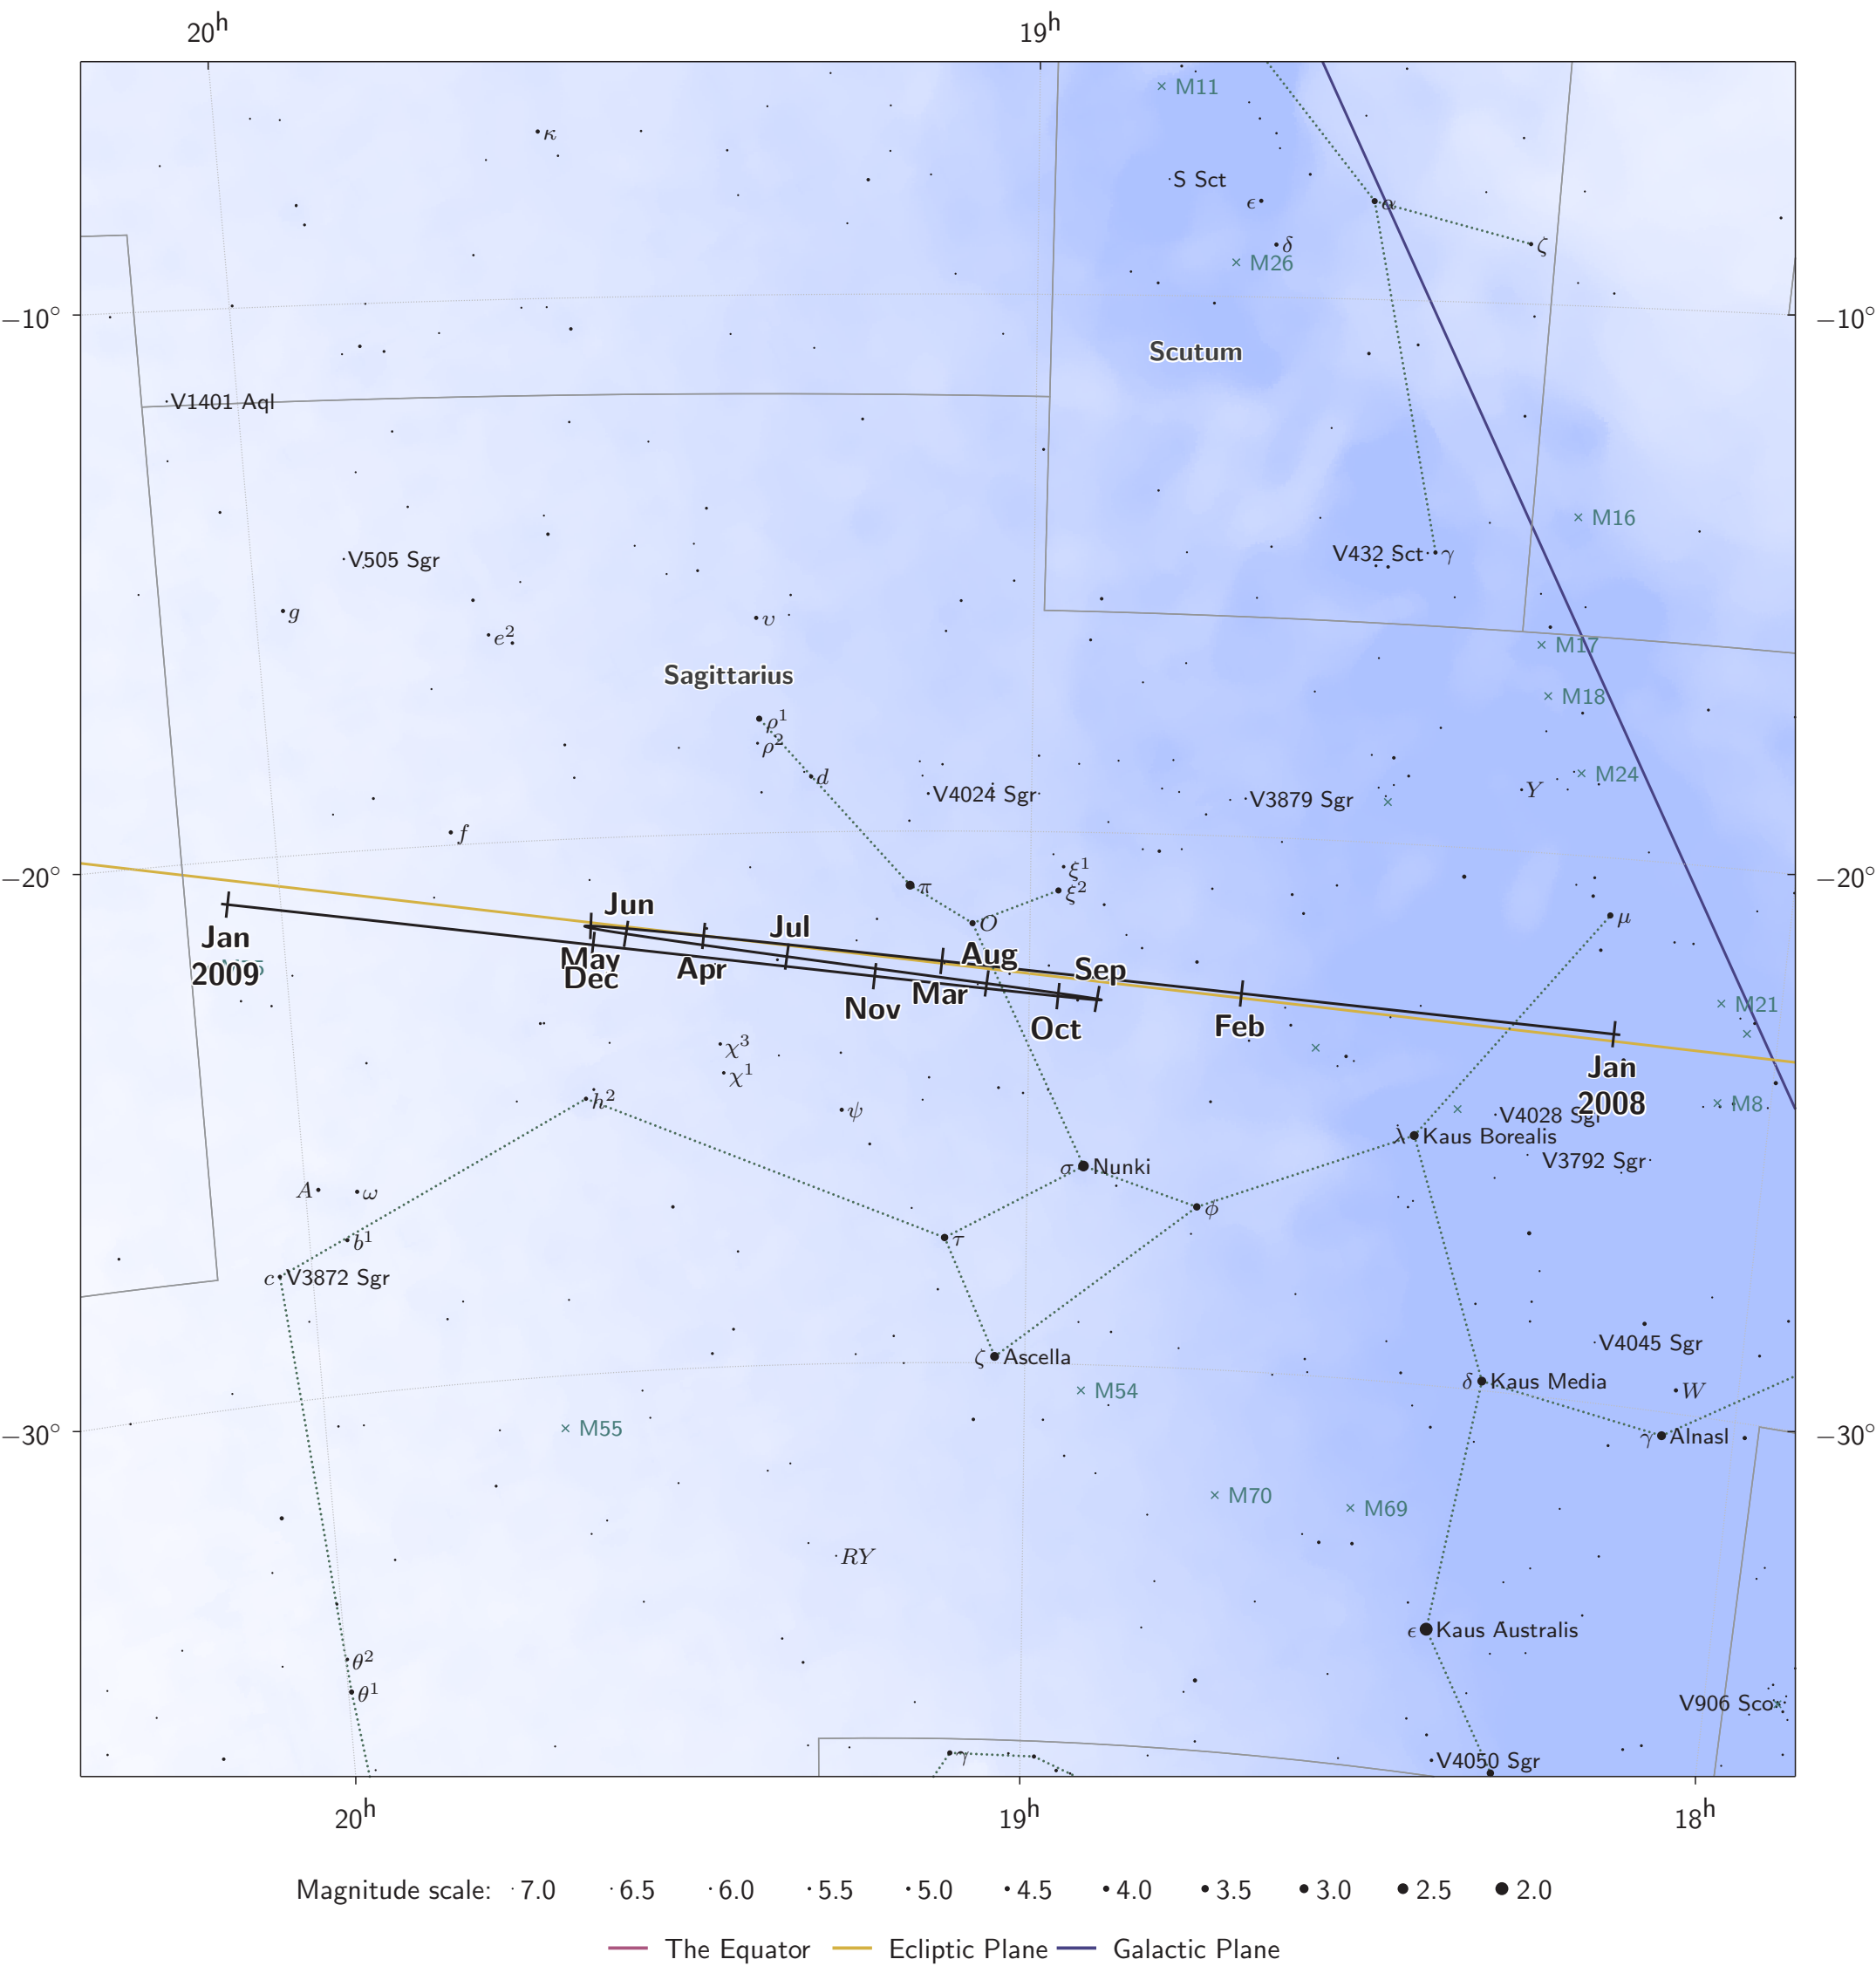 20h 19h
M11
κ
S Sct
ϵ α
δ ζ
M26
−10° −10°
Scutum
V1401 Aql
M16
V505 Sgr V432 Sct γ
g υ
e² M17
Sagittarius
M18
ρ¹
ρ²
d M24
V4024 Sgr V3879 Sgr Y
f
ξ¹
−20° −20°
π ξ²
Jun
O μ
Jul
Jan Aug
May Apr Sep
2009 Dec
Mar M21
Nov
Oct Feb
χ³
Jan
χ¹
2008 M8
h² ψ V4028 Sgr
λ Kaus Borealis
σ Nunki V3792 Sgr
A ω
ϕ
b¹ τ
c V3872 Sgr
V4045 Sgr
ζ Ascella
δ Kaus Media W
M54
M55 γ Alnasl
−30° −30°
M70 M69
RY
ϵ Kaus Australis
θ²
θ¹
V906 Sco
γ V4050 Sgr
20h 19h 18h
Magnitude scale: 7.0 6.5 6.0 5.5 5.0 4.5 4.0 3.5 3.0 2.5 2.0
The Equator Ecliptic Plane Galactic Plane